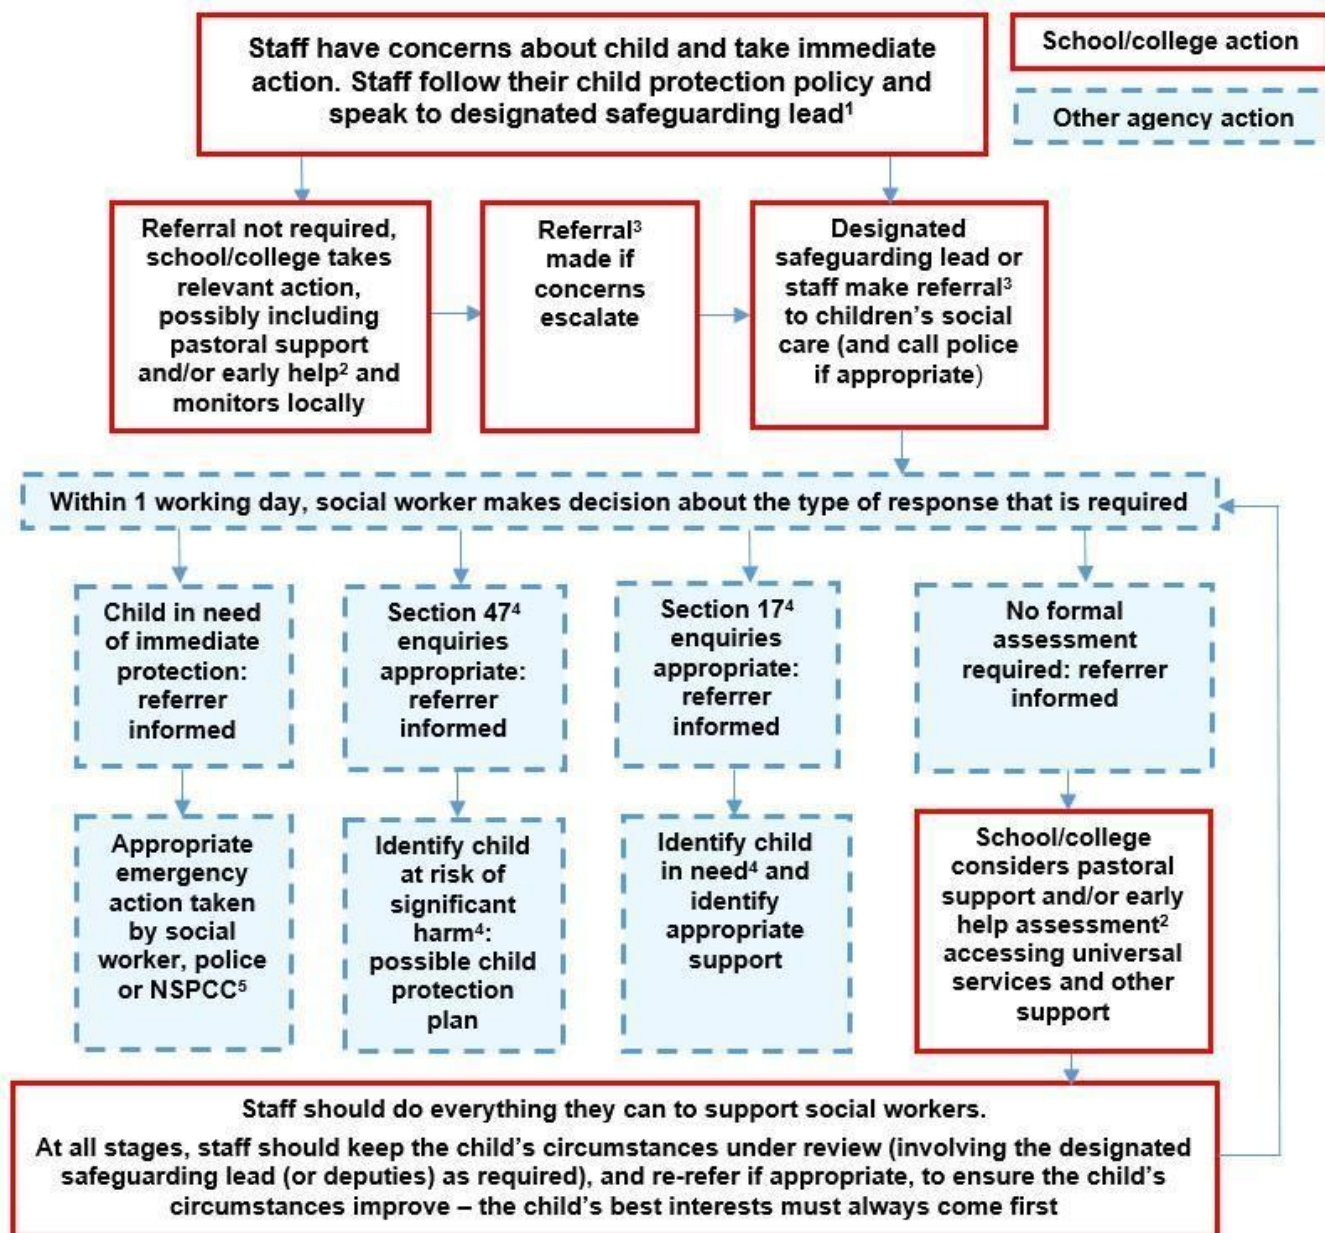 Staff have concerns about child and take immediate
action. Staff follow their child protection policy and
speak to designated safeguarding lead¹
School/college action
Other agency action
Referral not required,
school/college takes
relevant action,
possibly including
pastoral support
and/or early help² and
monitors locally
Referral³
made if
concerns
escalate
Designated
safeguarding lead or
staff make referral³
to children’s social
care (and call police
if appropriate)
Within 1 working day, social worker makes decision about the type of response that is required
Child in need
of immediate
protection:
referrer
informed
Section 47⁴
enquiries
appropriate:
referrer
informed
Section 17⁴
enquiries
appropriate:
referrer
informed
No formal
assessment
required: referrer
informed
Appropriate
emergency
action taken
by social
worker, police
or NSPCC⁵
Identify child
at risk of
significant
harm⁴:
possible child
protection
plan
Identify child
in need⁴ and
identify
appropriate
support
School/college
considers pastoral
support and/or early
help assessment²
accessing universal
services and other
support
Staff should do everything they can to support social workers.
At all stages, staff should keep the child’s circumstances under review (involving the designated
safeguarding lead (or deputies) as required), and re-refer if appropriate, to ensure the child’s
circumstances improve – the child’s best interests must always come first